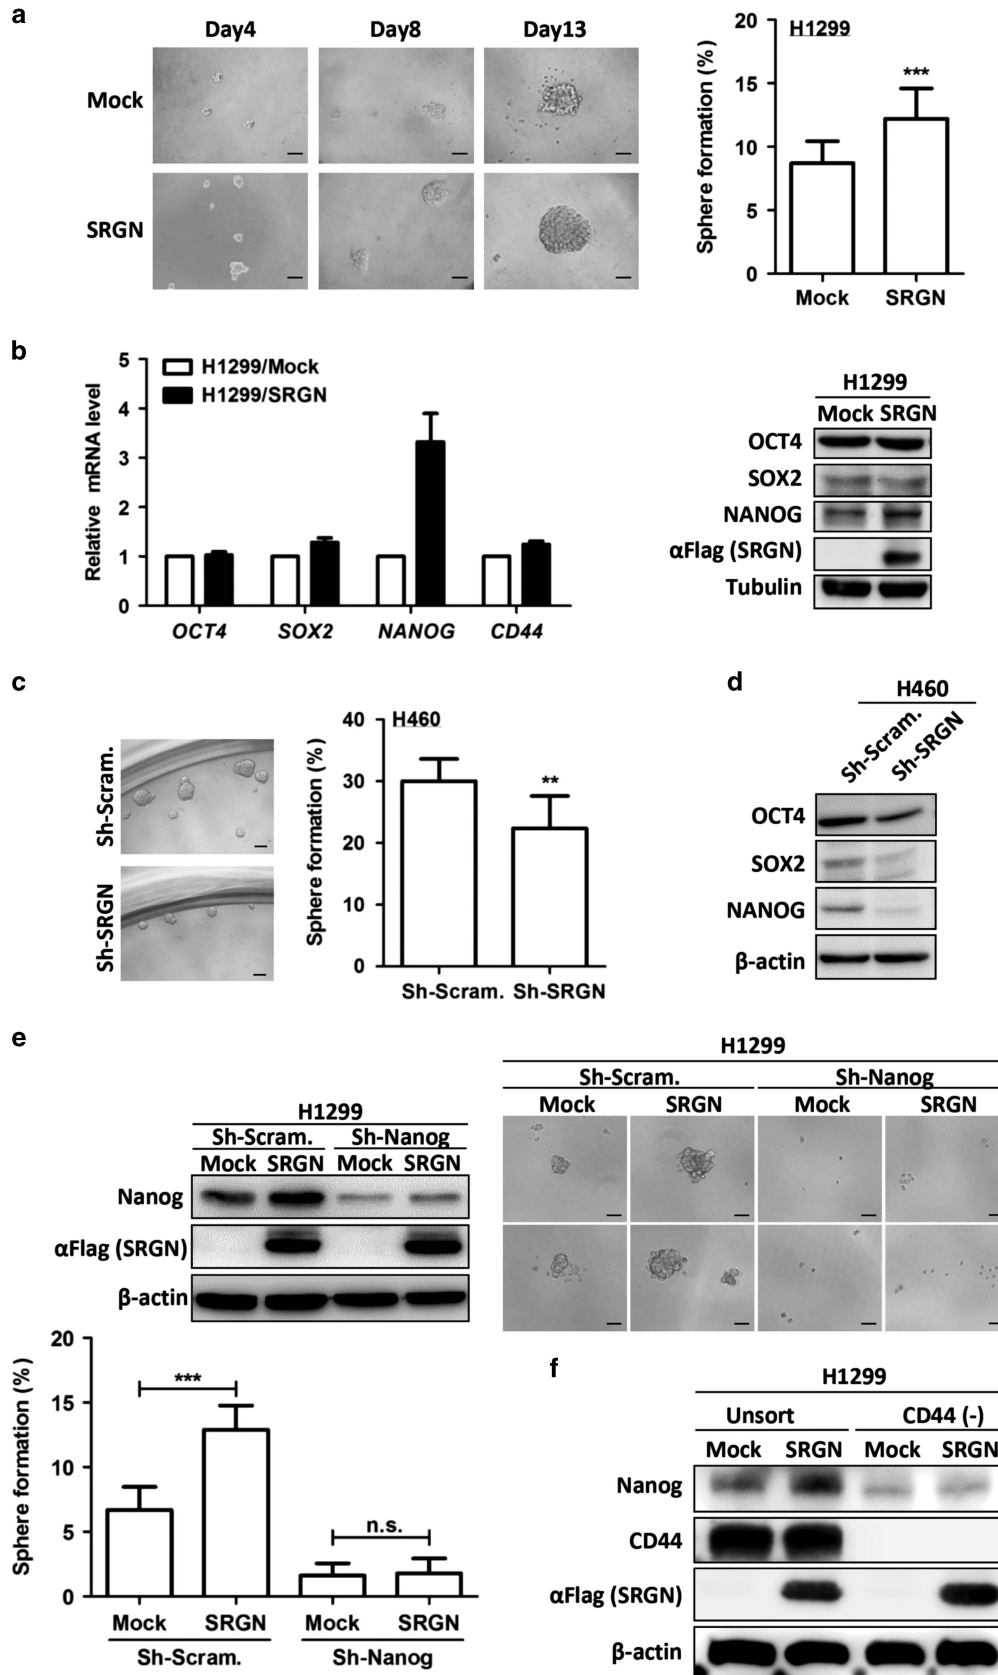 a
Day4 Day8 Day13
Mock
SRGN
Sphere formation (%)
20
15
10
5
0
H1299
***
Mock SRGN
b
Relative mRNA level
5
4
3
2
1
0
H1299/Mock
H1299/SRGN
OCT4 SOX2 NANOG CD44
H1299
Mock SRGN
OCT4
SOX2
NANOG
αFlag (SRGN)
Tubulin
c
Sh-Scram.
Sh-SRGN
Sphere formation (%)
40
30
20
10
0
H460
**
Sh-Scram. Sh-SRGN
d
H460
Sh-Scram.
Sh-SRGN
OCT4
SOX2
NANOG
β-actin
e
H1299
Sh-Scram. Sh-Nanog
Mock SRGN Mock SRGN
Nanog
αFlag (SRGN)
β-actin
H1299
Sh-Scram. Sh-Nanog
Mock SRGN Mock SRGN
Sphere formation (%)
20
15
10
5
0
***
n.s.
Mock SRGN Mock SRGN
Sh-Scram. Sh-Nanog
f
H1299
Unsort CD44 (-)
Mock SRGN Mock SRGN
Nanog
CD44
αFlag (SRGN)
β-actin